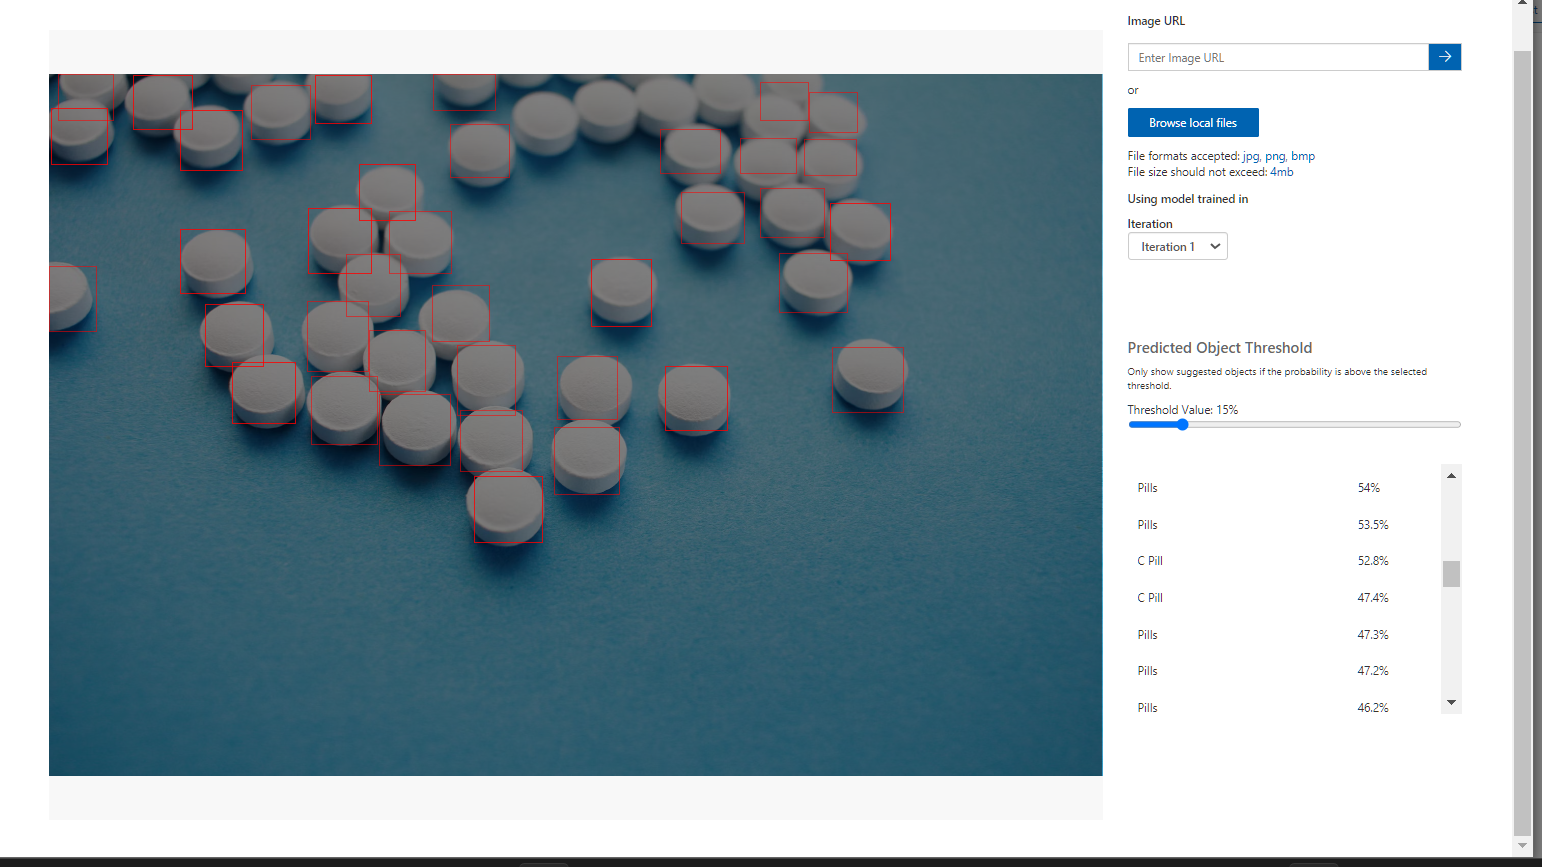 Image URL
Enter Image URL
or
Browse local files
File formats accepted: jpg, png, bmp
File size should not exceed: 4mb
Using model trained in
Iteration
Iteration 1
Predicted Object Threshold
Only show suggested objects if the probability is above the selected
threshold.
Threshold Value: 15%
Pills 54%
Pills 53.5%
C Pill 52.8%
C Pill 47.4%
Pills 47.3%
Pills 47.2%
Pills 46.2%